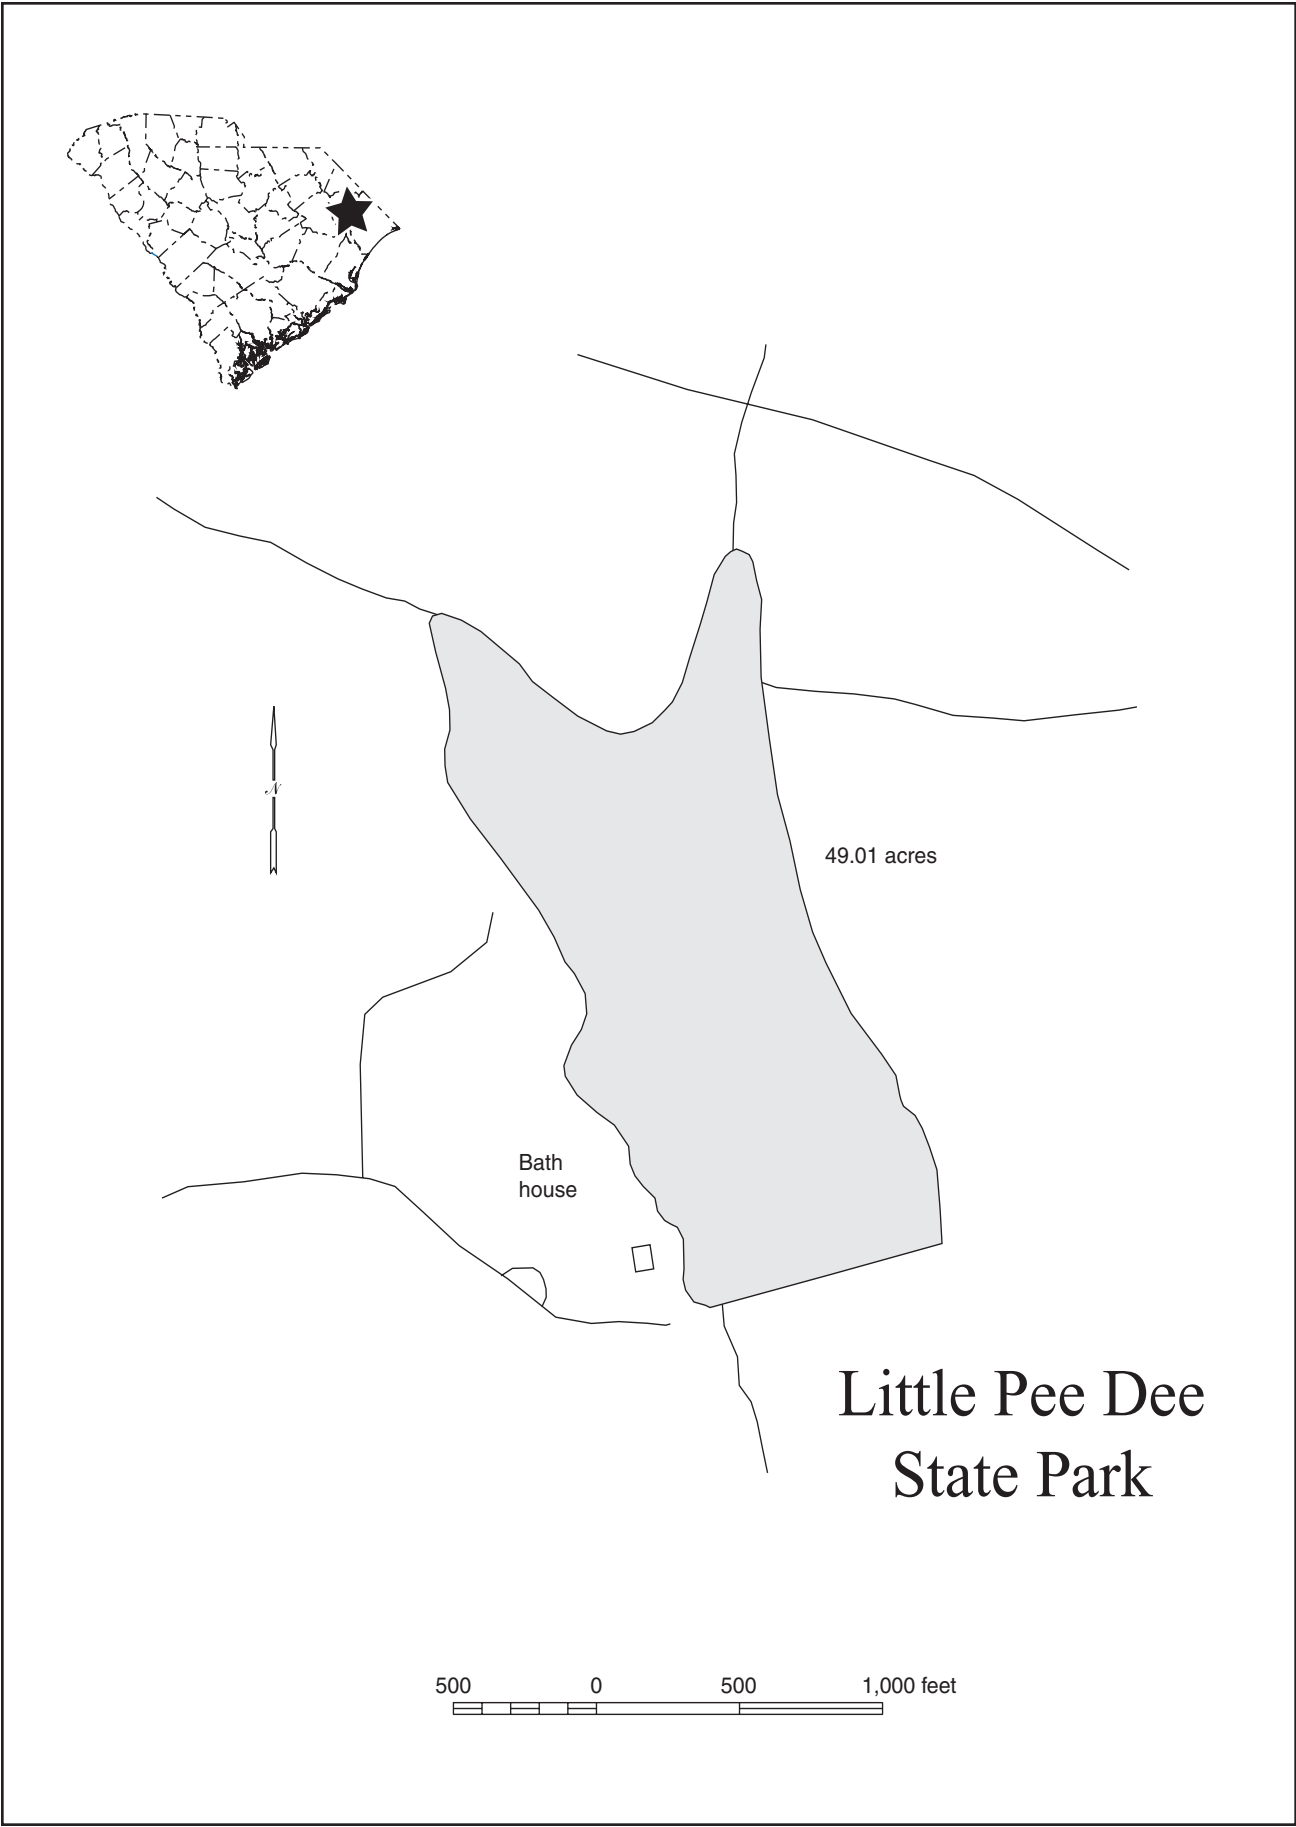 N
49.01 acres
Bath
house
Little Pee Dee
State Park
500 0 500 1,000 feet